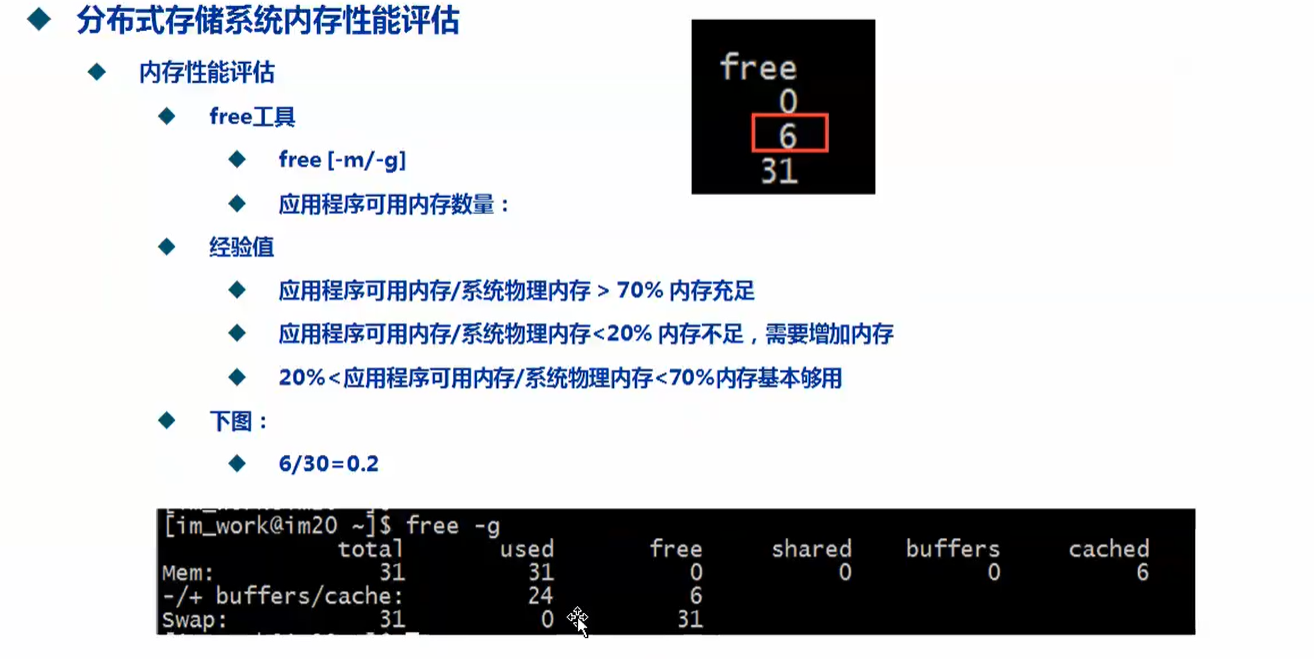 分布式存储系统内存性能评估
内存性能评估
free工具
free [-m/-g]
应用程序可用内存数量：
free
0
6
31
经验值
应用程序可用内存/系统物理内存 > 70% 内存充足
应用程序可用内存/系统物理内存<20% 内存不足，需要增加内存
20%<应用程序可用内存/系统物理内存<70%内存基本够用
下图：
6/30=0.2
[im_work@im20 ~]$ free -g
total used free shared buffers cached
Mem: 31 31 0 0 0 6
-/+ buffers/cache: 24 6
Swap: 31 0 31